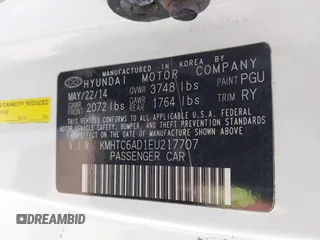 MANUFACTURED IN KOREA BY
HYUNDAI MOTOR COMPANY
MAY/22/14 GVWR 3748 lbs PAINT PGU
GAWR FRONT 2072 lbs GAWR REAR 1764 lbs TRIM RY
THIS VEHICLE CONFORMS TO ALL APPLICABLE U.S.A. FEDERAL
MOTOR VEHICLE SAFETY, BUMPER, AND THEFT PREVENTION
STANDARDS IN EFFECT ON THE DATE OF MANUFACTURE SHOWN ABOVE.
V.I.N: KMHTC6AD1EU217707
PASSENGER CAR
CAPACITY REDUCED
DREAMBID